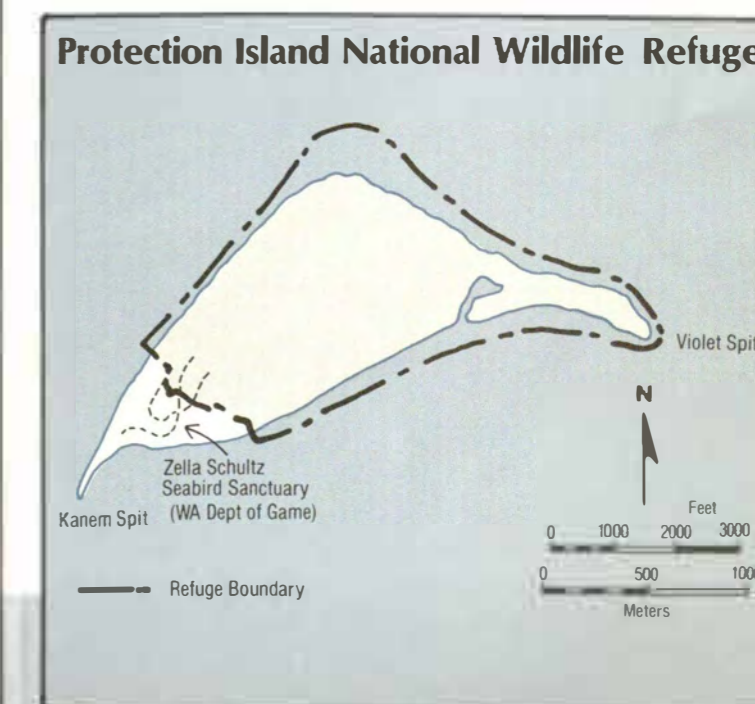 Protection Island National Wildlife Refuge
Violet Spit
N
Zella Schultz
Seabird Sanctuary
(WA Dept of Game)
Kanem Spit
Feet
0 1000 2000 3000
0 500 100
Meters
Refuge Boundary